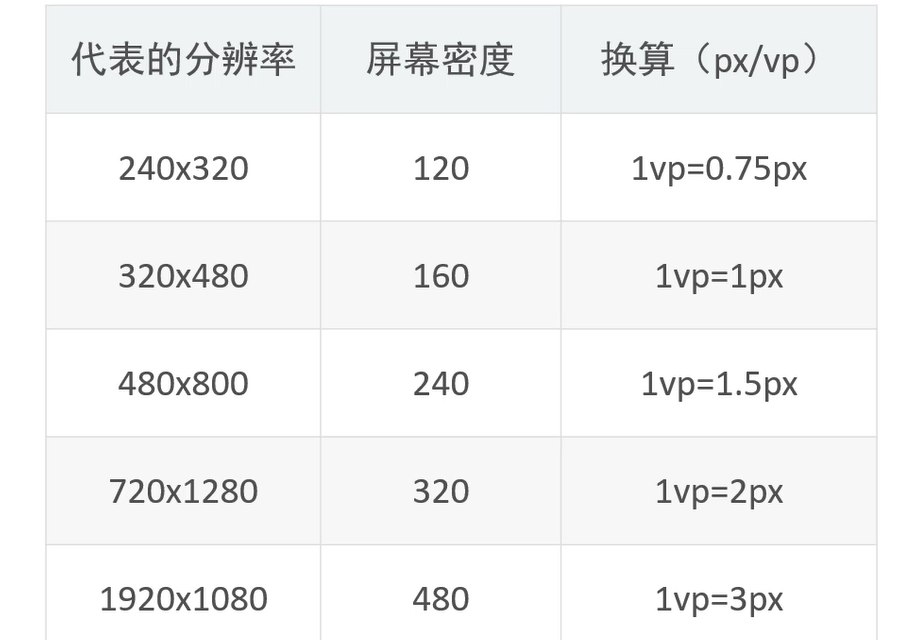 代表的分辨率 屏幕密度 换算（px/vp）
240x320 120 1vp=0.75px
320x480 160 1vp=1px
480x800 240 1vp=1.5px
720x1280 320 1vp=2px
1920x1080 480 1vp=3px